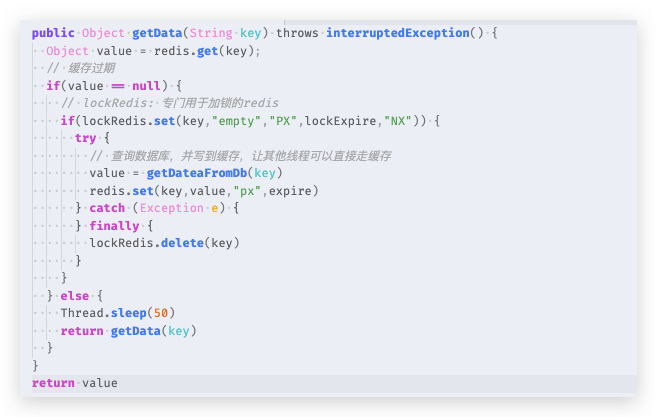 public Object getData(String key) throws interruptedException() {
  Object value = redis.get(key);
  // 缓存过期
  if(value == null) {
    // lockRedis: 专门用于加锁的redis
    if(lockRedis.set(key,"empty","PX",lockExpire,"NX")) {
      try {
        // 查询数据库，并写到缓存，让其他线程可以直接走缓存
        value = getDateaFromDb(key)
        redis.set(key,value,"px",expire)
      } catch (Exception e) {
      } finally {
        lockRedis.delete(key)
      }
    }
  } else {
    Thread.sleep(50)
    return getData(key)
  }
}
return value